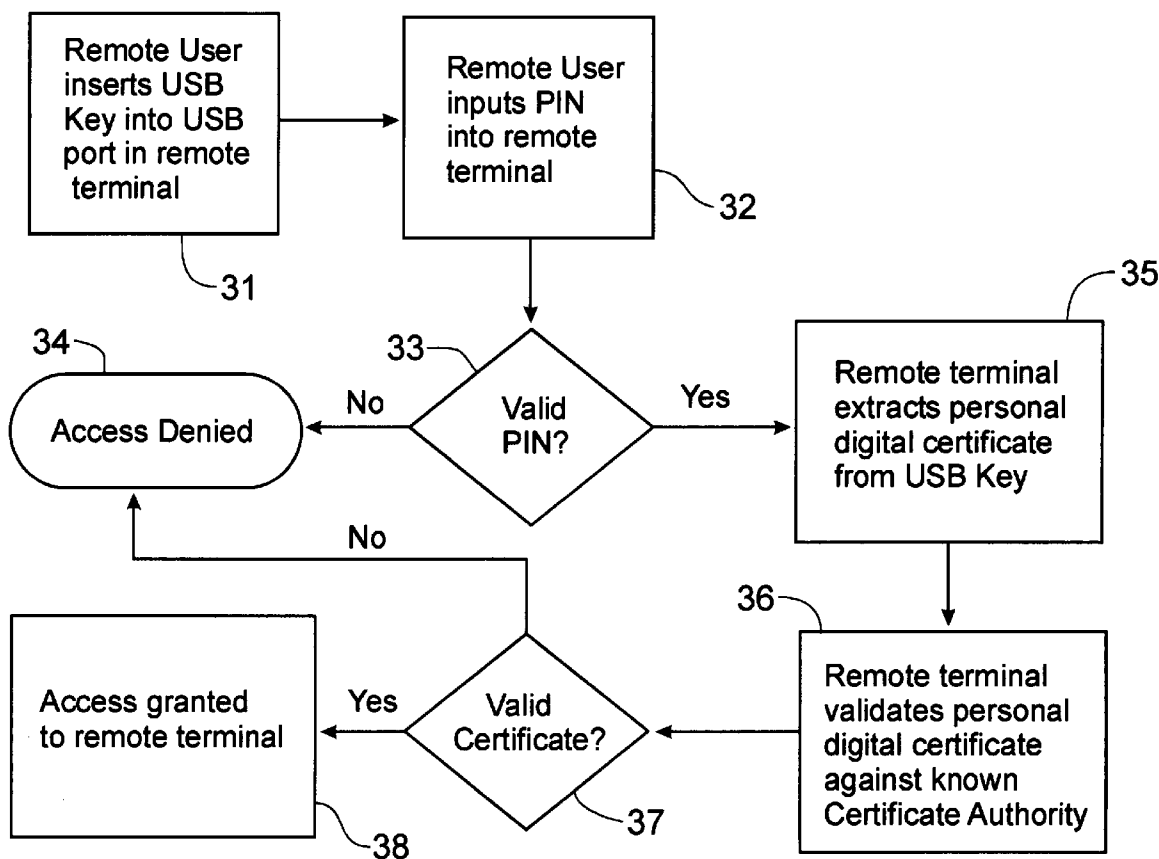 Remote User
inserts USB
Key into USB
port in remote
terminal
31
Remote User
inputs PIN
into remote
terminal
32
33
Valid
PIN?
No
Yes
34
Access Denied
35
Remote terminal
extracts personal
digital certificate
from USB Key
36
Remote terminal
validates personal
digital certificate
against known
Certificate Authority
Valid
Certificate?
37
No
Yes
Access granted
to remote terminal
38